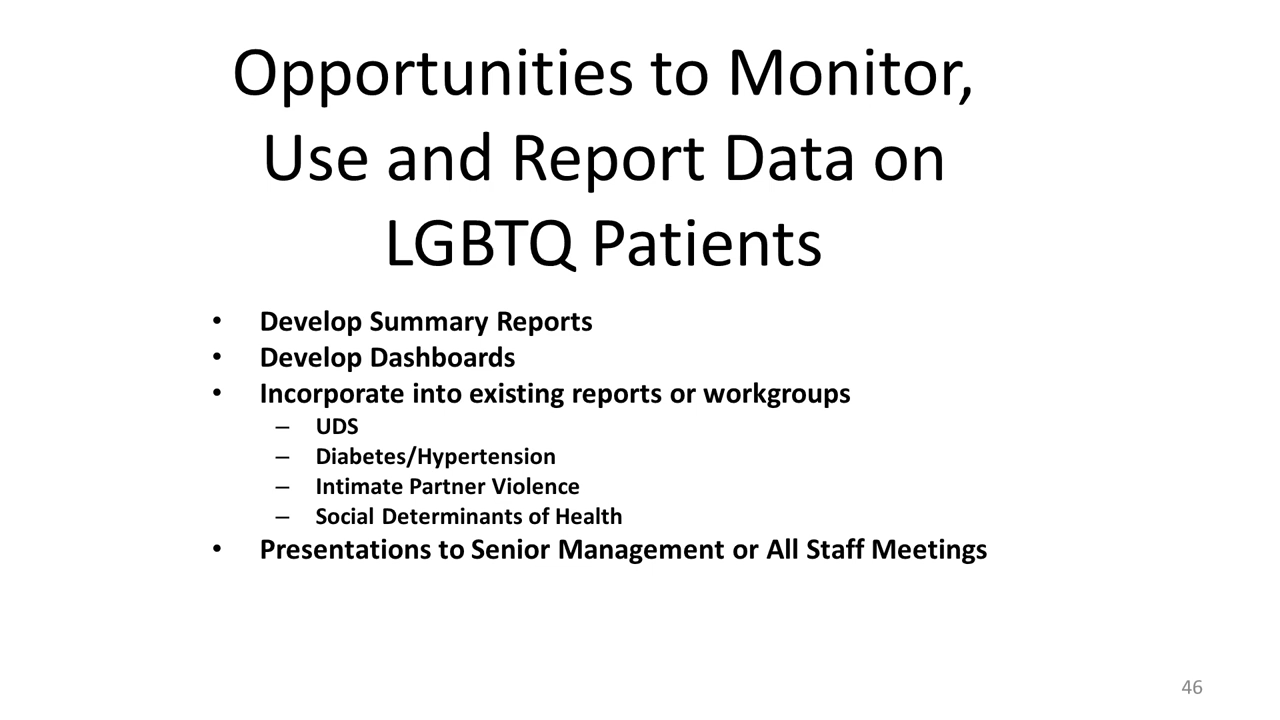 Opportunities to Monitor,
Use and Report Data on
LGBTQ Patients
• Develop Summary Reports
• Develop Dashboards
• Incorporate into existing reports or workgroups
– UDS
– Diabetes/Hypertension
– Intimate Partner Violence
– Social Determinants of Health
• Presentations to Senior Management or All Staff Meetings
46